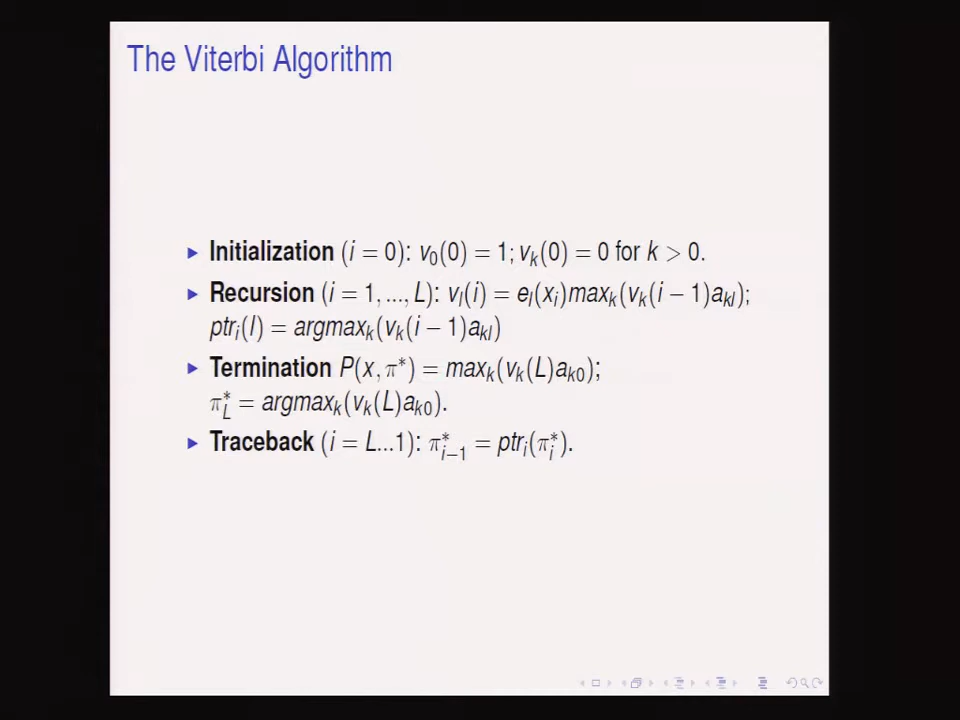 The Viterbi Algorithm
▶ Initialization (i = 0): v₀(0) = 1; vₖ(0) = 0 for k > 0.
▶ Recursion (i = 1, ..., L): vₗ(i) = eₗ(xᵢ)maxₖ(vₖ(i − 1)aₖₗ);
ptrᵢ(l) = argmaxₖ(vₖ(i − 1)aₖₗ)
▶ Termination P(x, π*) = maxₖ(vₖ(L)aₖ₀);
π*_L = argmaxₖ(vₖ(L)aₖ₀).
▶ Traceback (i = L...1): π*_{i−1} = ptrᵢ(π*ᵢ).